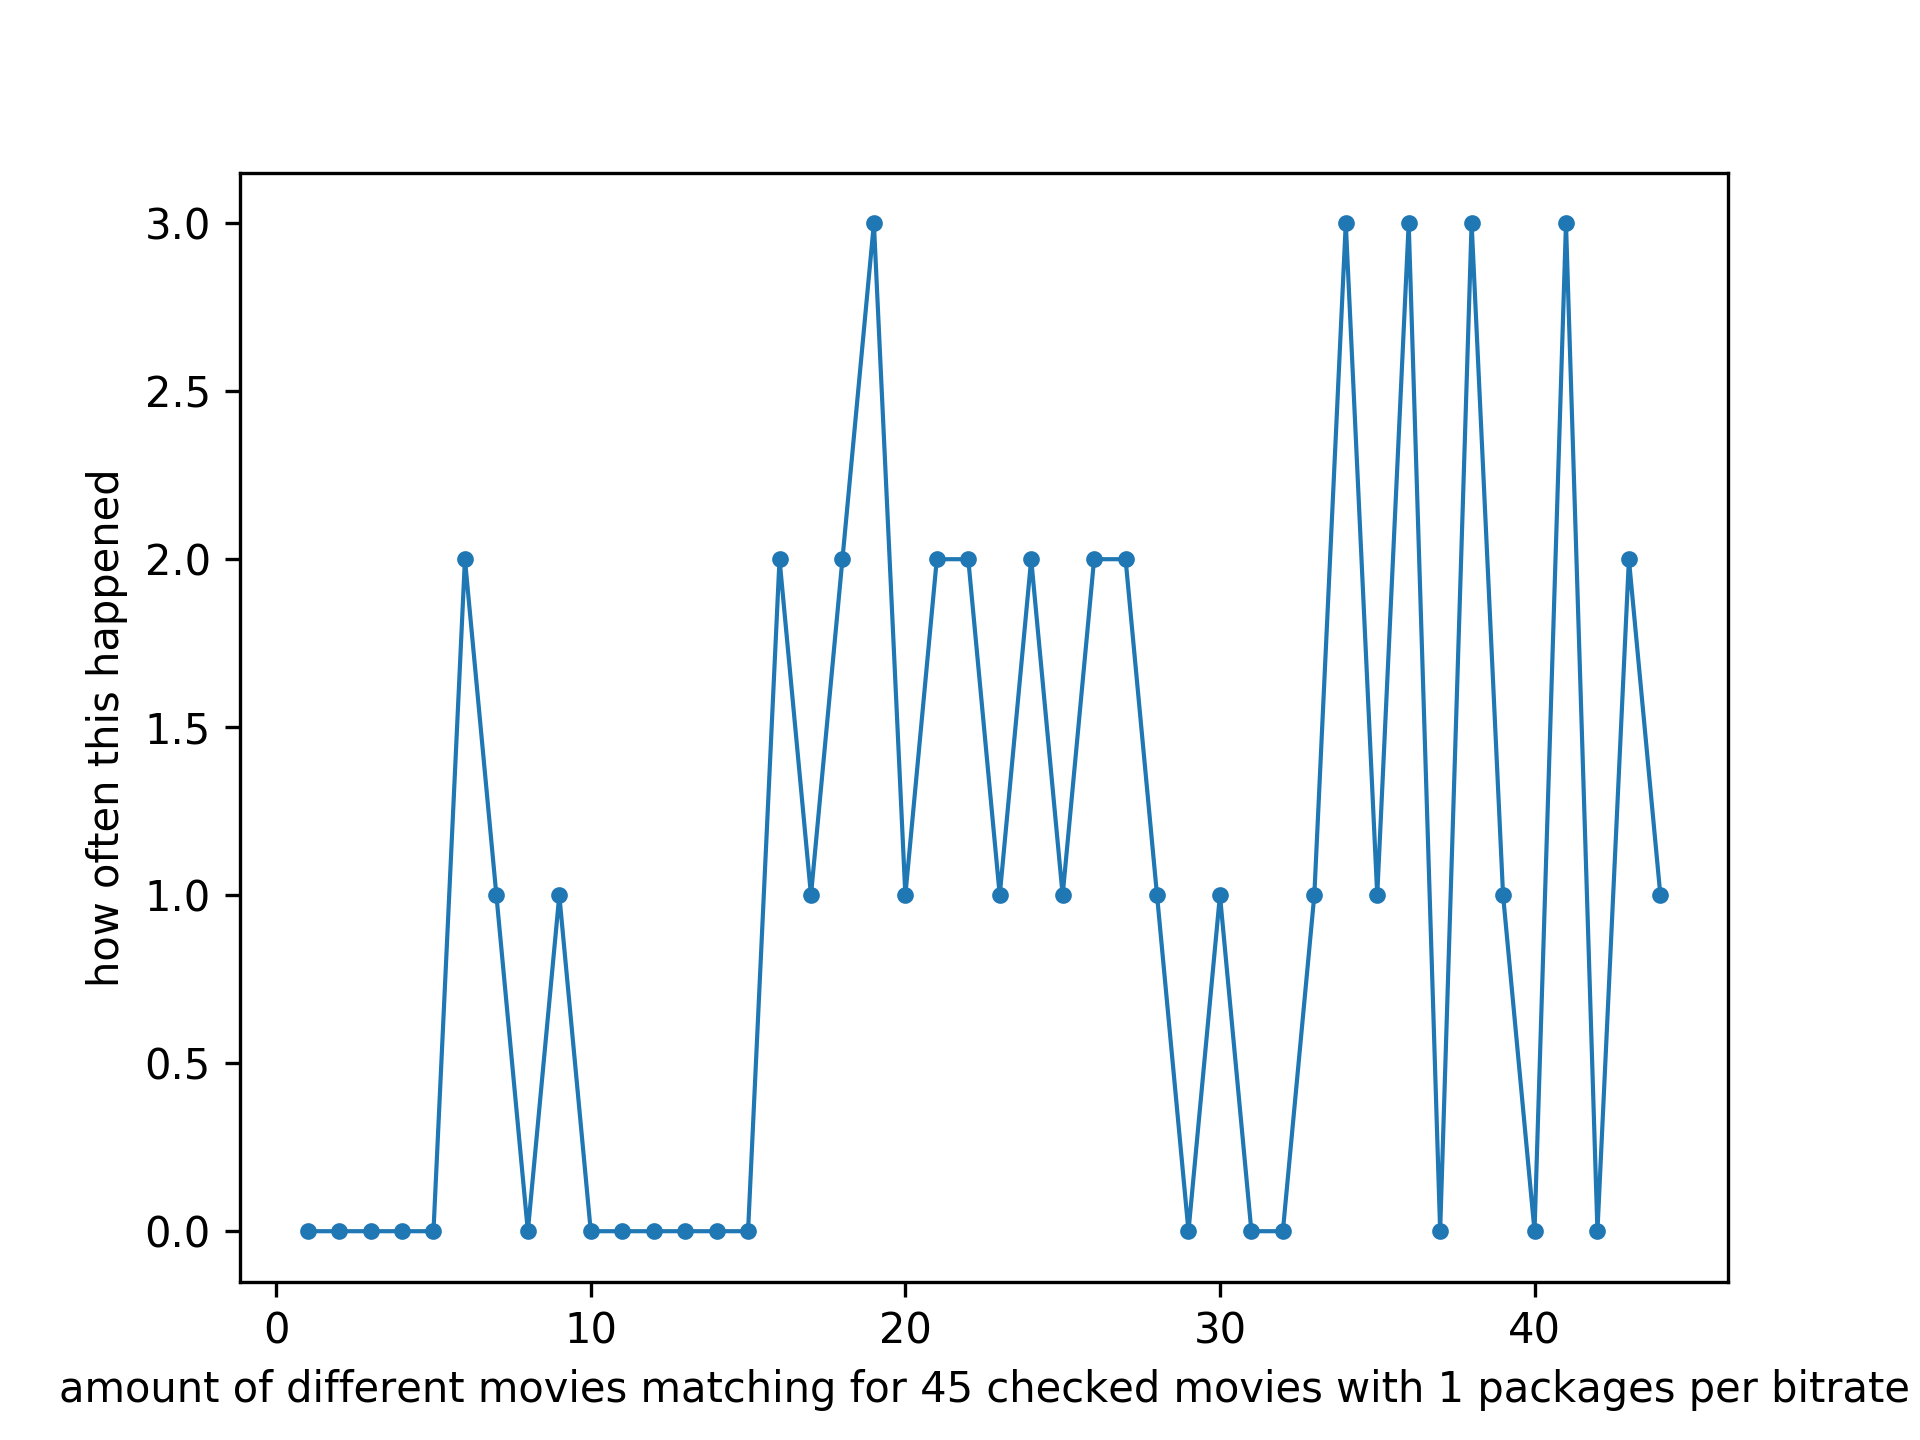 3.0
2.5
2.0
1.5
1.0
0.5
0.0
how often this happened
0 10 20 30 40
amount of different movies matching for 45 checked movies with 1 packages per bitrate